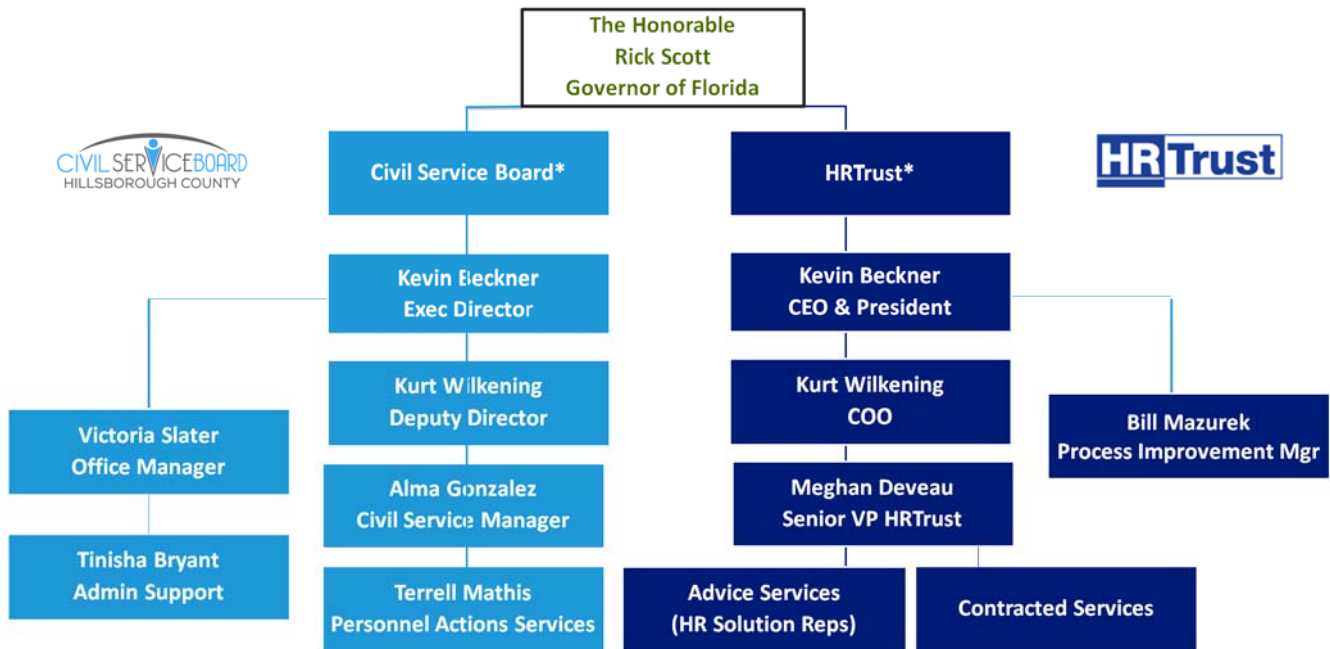 The Honorable
Rick Scott
Governor of Florida
CIVIL SERVICE BOARD
HILLSBOROUGH COUNTY
Civil Service Board*
HRTrust*
HR Trust
Kevin Beckner
Exec Director
Kevin Beckner
CEO & President
Kurt Wilkening
Deputy Director
Kurt Wilkening
COO
Victoria Slater
Office Manager
Bill Mazurek
Process Improvement Mgr
Alma Gonzalez
Civil Service Manager
Meghan Deveau
Senior VP HRTrust
Tinisha Bryant
Admin Support
Terrell Mathis
Personnel Actions Services
Advice Services
(HR Solution Reps)
Contracted Services